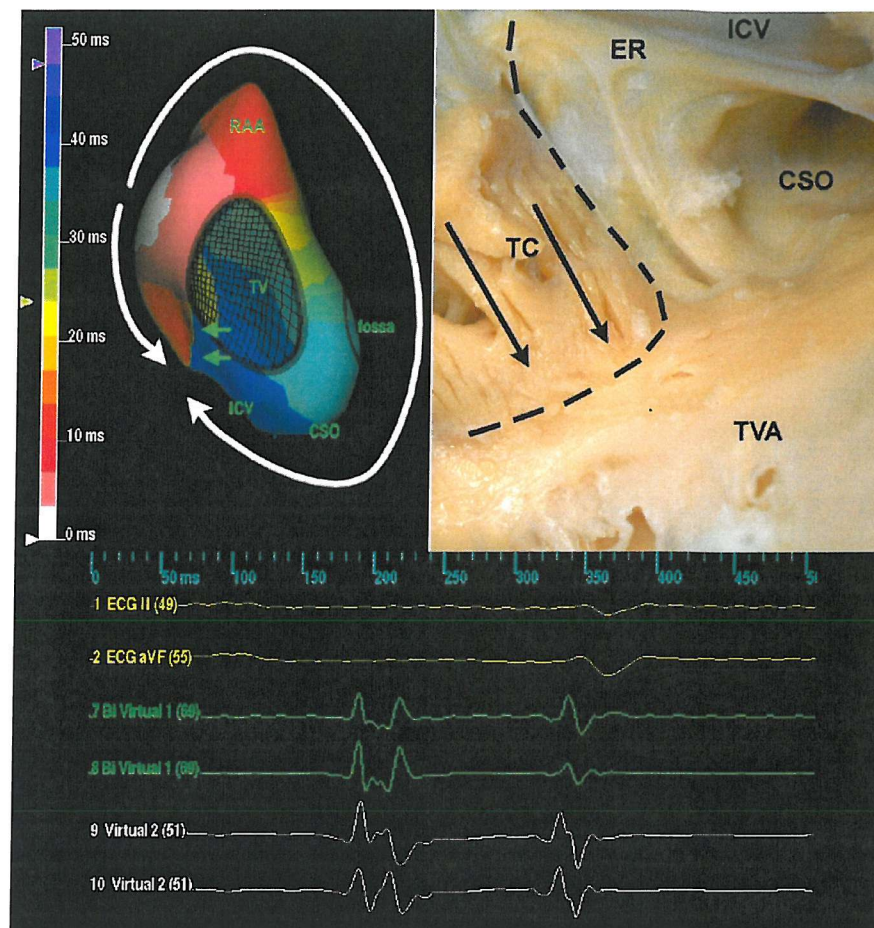 50 ms
40 ms
30 ms
20 ms
10 ms
0 ms
RAA
TV
fossa
ICV
CSO
ER
ICV
CSO
TC
TVA
0 50 ms 100 150 200 250 300 350 400 450
1 ECG II (49)
2 ECG aVF (55)
7 Bi Virtual 1 (69)
8 Bi Virtual 1 (69)
9 Virtual 2 (51)
10 Virtual 2 (51)